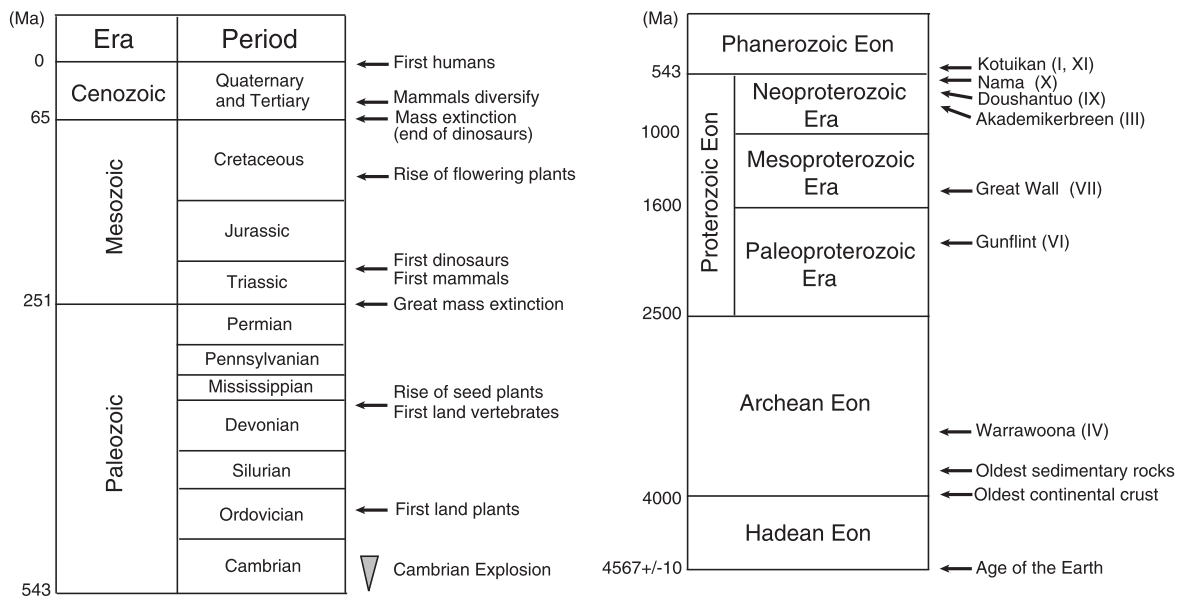 (Ma)
Era
Period
0
Cenozoic
Quaternary
and Tertiary
First humans
Mammals diversify
65
Mass extinction
(end of dinosaurs)
Mesozoic
Cretaceous
Rise of flowering plants
Jurassic
Triassic
First dinosaurs
First mammals
251
Great mass extinction
Paleozoic
Permian
Pennsylvanian
Mississippian
Rise of seed plants
First land vertebrates
Devonian
Silurian
Ordovician
First land plants
Cambrian
Cambrian Explosion
543
(Ma)
Phanerozoic Eon
543
Kotuikan (I, XI)
Nama (X)
Doushantuo (IX)
Akademikerbreen (III)
Proterozoic Eon
Neoproterozoic
Era
1000
Mesoproterozoic
Era
Great Wall (VII)
1600
Paleoproterozoic
Era
Gunflint (VI)
2500
Archean Eon
Warrawoona (IV)
Oldest sedimentary rocks
4000
Oldest continental crust
Hadean Eon
4567+/-10
Age of the Earth